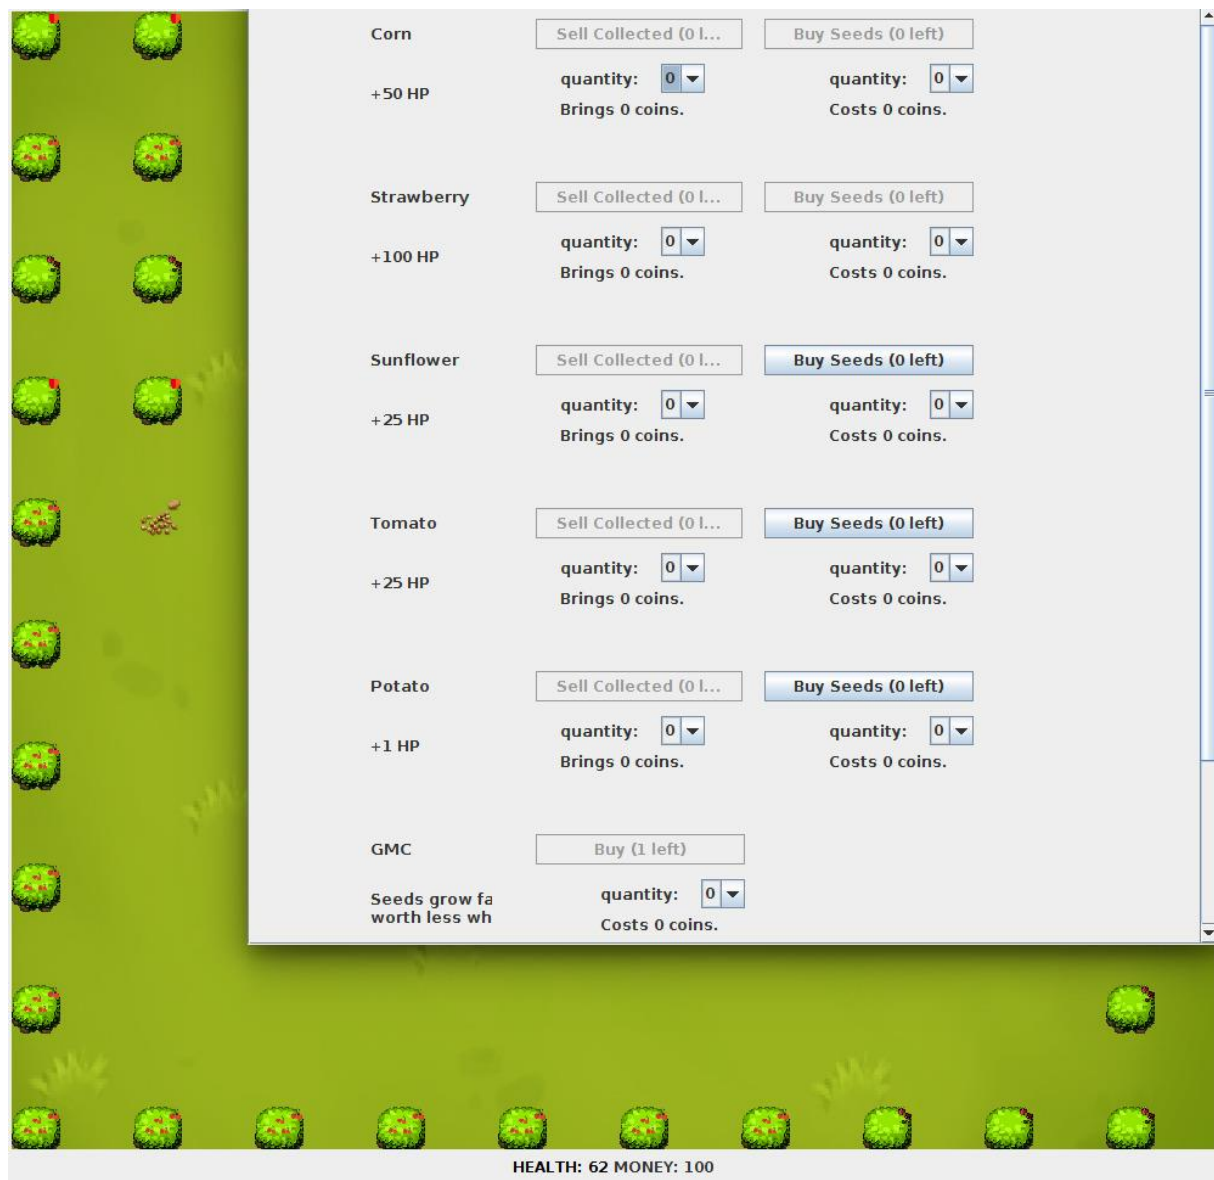 Corn Sell Collected (0 l... Buy Seeds (0 left)
quantity: 0 quantity: 0
+50 HP
Brings 0 coins. Costs 0 coins.
Strawberry Sell Collected (0 l... Buy Seeds (0 left)
quantity: 0 quantity: 0
+100 HP
Brings 0 coins. Costs 0 coins.
Sunflower Sell Collected (0 l... Buy Seeds (0 left)
quantity: 0 quantity: 0
+25 HP
Brings 0 coins. Costs 0 coins.
Tomato Sell Collected (0 l... Buy Seeds (0 left)
quantity: 0 quantity: 0
+25 HP
Brings 0 coins. Costs 0 coins.
Potato Sell Collected (0 l... Buy Seeds (0 left)
quantity: 0 quantity: 0
+1 HP
Brings 0 coins. Costs 0 coins.
GMC Buy (1 left)
Seeds grow fa quantity: 0
worth less wh Costs 0 coins.
HEALTH: 62 MONEY: 100